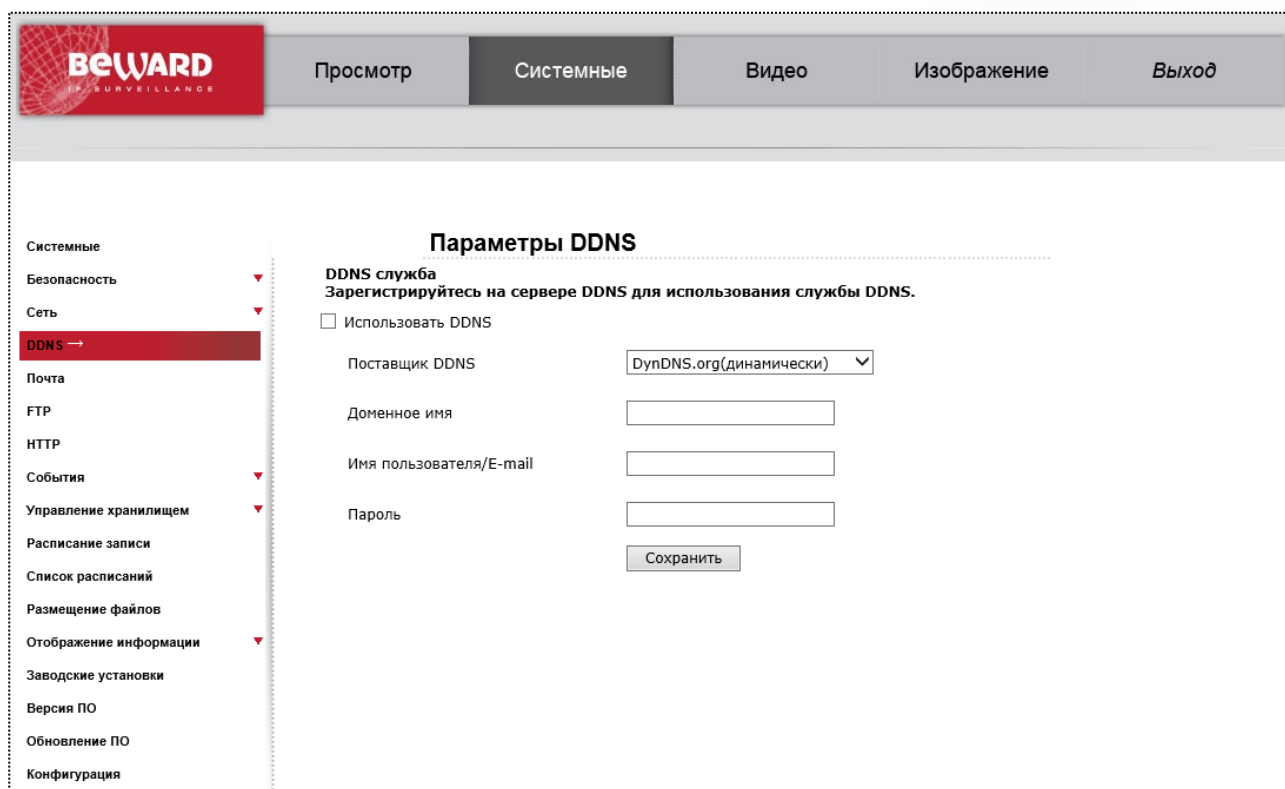 BEWARD
IP SURVEILLANCE
Просмотр
Системные
Видео
Изображение
Выход
Системные
Безопасность
Сеть
DDNS →
Почта
FTP
HTTP
События
Управление хранилищем
Расписание записи
Список расписаний
Размещение файлов
Отображение информации
Заводские установки
Версия ПО
Обновление ПО
Конфигурация
Параметры DDNS
DDNS служба
Зарегистрируйтесь на сервере DDNS для использования службы DDNS.
Использовать DDNS
Поставщик DDNS
DynDNS.org(динамически)
Доменное имя
Имя пользователя/E-mail
Пароль
Сохранить